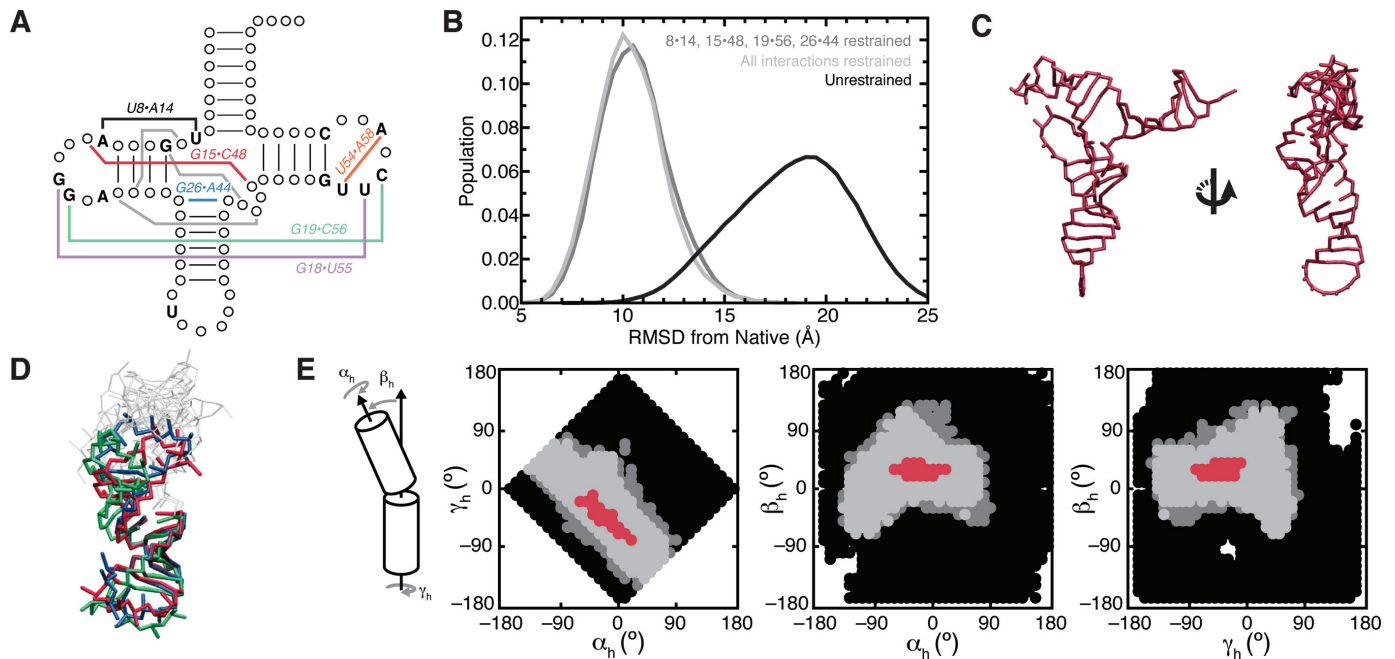 A
U8•A14
A
G
U
G15•C48
G26•A44
G
G
A
C
A
U54•A58
G
U
U
C
G19•C56
G18•U55
U
B
8•14, 15•48, 19•56, 26•44 restrained
All interactions restrained
Unrestrained
Population
0.12
0.10
0.08
0.06
0.04
0.02
0.00
5
10
15
20
25
RMSD from Native (Å)
C
D
E
αh
βh
γh
γh (º)
180
90
0
−90
−180
−180
−90
0
90
180
αh (º)
βh (º)
180
90
0
−90
−180
−180
−90
0
90
180
αh (º)
βh (º)
180
90
0
−90
−180
−180
−90
0
90
180
γh (º)